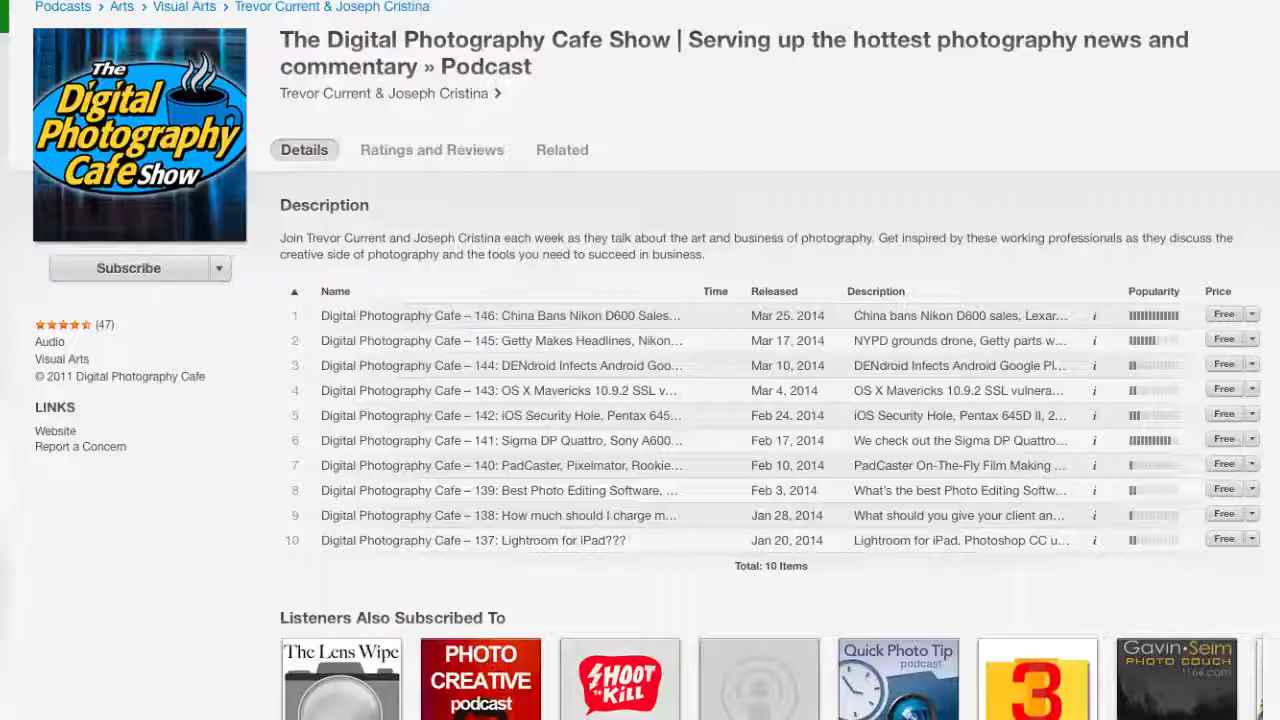 Podcasts > Arts > Visual Arts > Trevor Current & Joseph Cristina
The Digital Photography Cafe Show
The Digital Photography Cafe Show | Serving up the hottest photography news and
commentary » Podcast
Trevor Current & Joseph Cristina >
Details Ratings and Reviews Related
Subscribe
(47)
Audio
Visual Arts
© 2011 Digital Photography Cafe
LINKS
Website
Report a Concern
Description
Join Trevor Current and Joseph Cristina each week as they talk about the art and business of photography. Get inspired by these working professionals as they discuss the
creative side of photography and the tools you need to succeed in business.
▲ Name Time Released Description Popularity Price
1 Digital Photography Cafe – 146: China Bans Nikon D600 Sales... Mar 25, 2014 China bans Nikon D600 sales, Lexar... i Free
2 Digital Photography Cafe – 145: Getty Makes Headlines, Nikon... Mar 17, 2014 NYPD grounds drone, Getty parts w... i Free
3 Digital Photography Cafe – 144: DENdroid Infects Android Goo... Mar 10, 2014 DENdroid Infects Android Google Pl... i Free
4 Digital Photography Cafe – 143: OS X Mavericks 10.9.2 SSL v... Mar 4, 2014 OS X Mavericks 10.9.2 SSL vulnera... i Free
5 Digital Photography Cafe – 142: iOS Security Hole, Pentax 645... Feb 24, 2014 iOS Security Hole, Pentax 645D II, 2... i Free
6 Digital Photography Cafe – 141: Sigma DP Quattro, Sony A600... Feb 17, 2014 We check out the Sigma DP Quattro... i Free
7 Digital Photography Cafe – 140: PadCaster, Pixelmator, Rookie... Feb 10, 2014 PadCaster On-The-Fly Film Making ... i Free
8 Digital Photography Cafe – 139: Best Photo Editing Software, ... Feb 3, 2014 What's the best Photo Editing Softw... i Free
9 Digital Photography Cafe – 138: How much should I charge m... Jan 28, 2014 What should you give your client an... i Free
10 Digital Photography Cafe – 137: Lightroom for iPad??? Jan 20, 2014 Lightroom for iPad. Photoshop CC u... i Free
Total: 10 Items
Listeners Also Subscribed To
The Lens Wipe
PHOTO
CREATIVE
podcast
SHOOT
TO
KILL
Quick Photo Tip
podcast
3
Gavin•Seim
PHOTO COUCH
1164.com